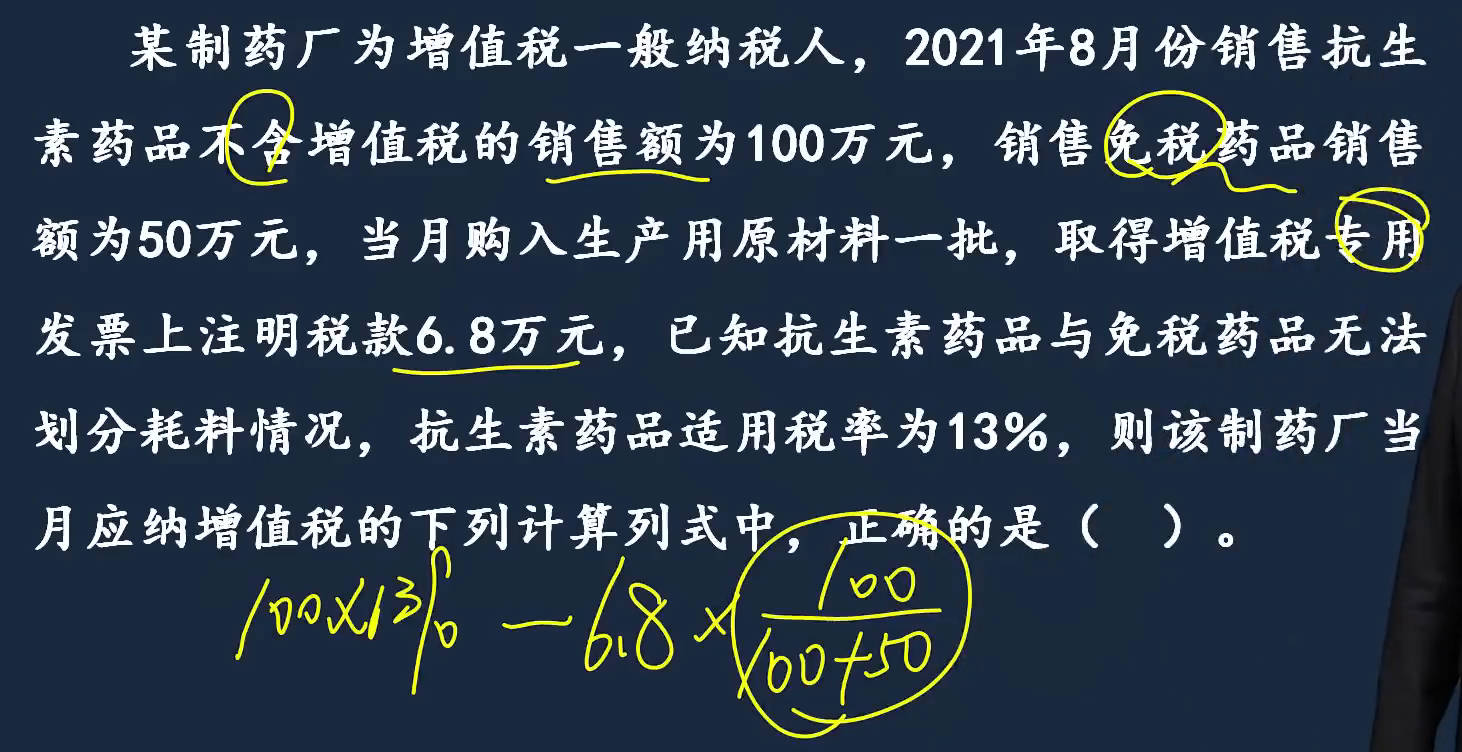 某制药厂为增值税一般纳税人，2021年8月份销售抗生
素药品不含增值税的销售额为100万元，销售免税药品销售
额为50万元，当月购入生产用原材料一批，取得增值税专用
发票上注明税款6.8万元，已知抗生素药品与免税药品无法
划分耗料情况，抗生素药品适用税率为13%，则该制药厂当
月应纳增值税的下列计算列式中，正确的是（ ）。
100×13%－6.8×100/(100+50)